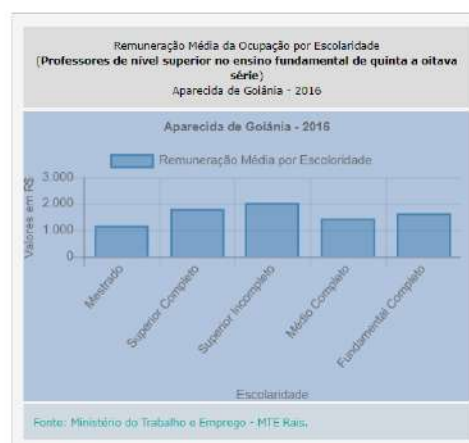 Remuneração Média da Ocupação por Escolaridade
(Professores de nível superior no ensino fundamental de quinta a oitava
série)
Aparecida de Goiânia - 2016
Aparecida de Goiânia - 2016
Remuneração Média por Escoloridade
Valores em R$
3.000
2.000
1.000
0
Mestrado
Superior Completo
Superior Incompleto
Médio Completo
Fundamental Completo
Escolaridade
Fonte: Ministério do Trabalho e Emprego - MTE Rais.